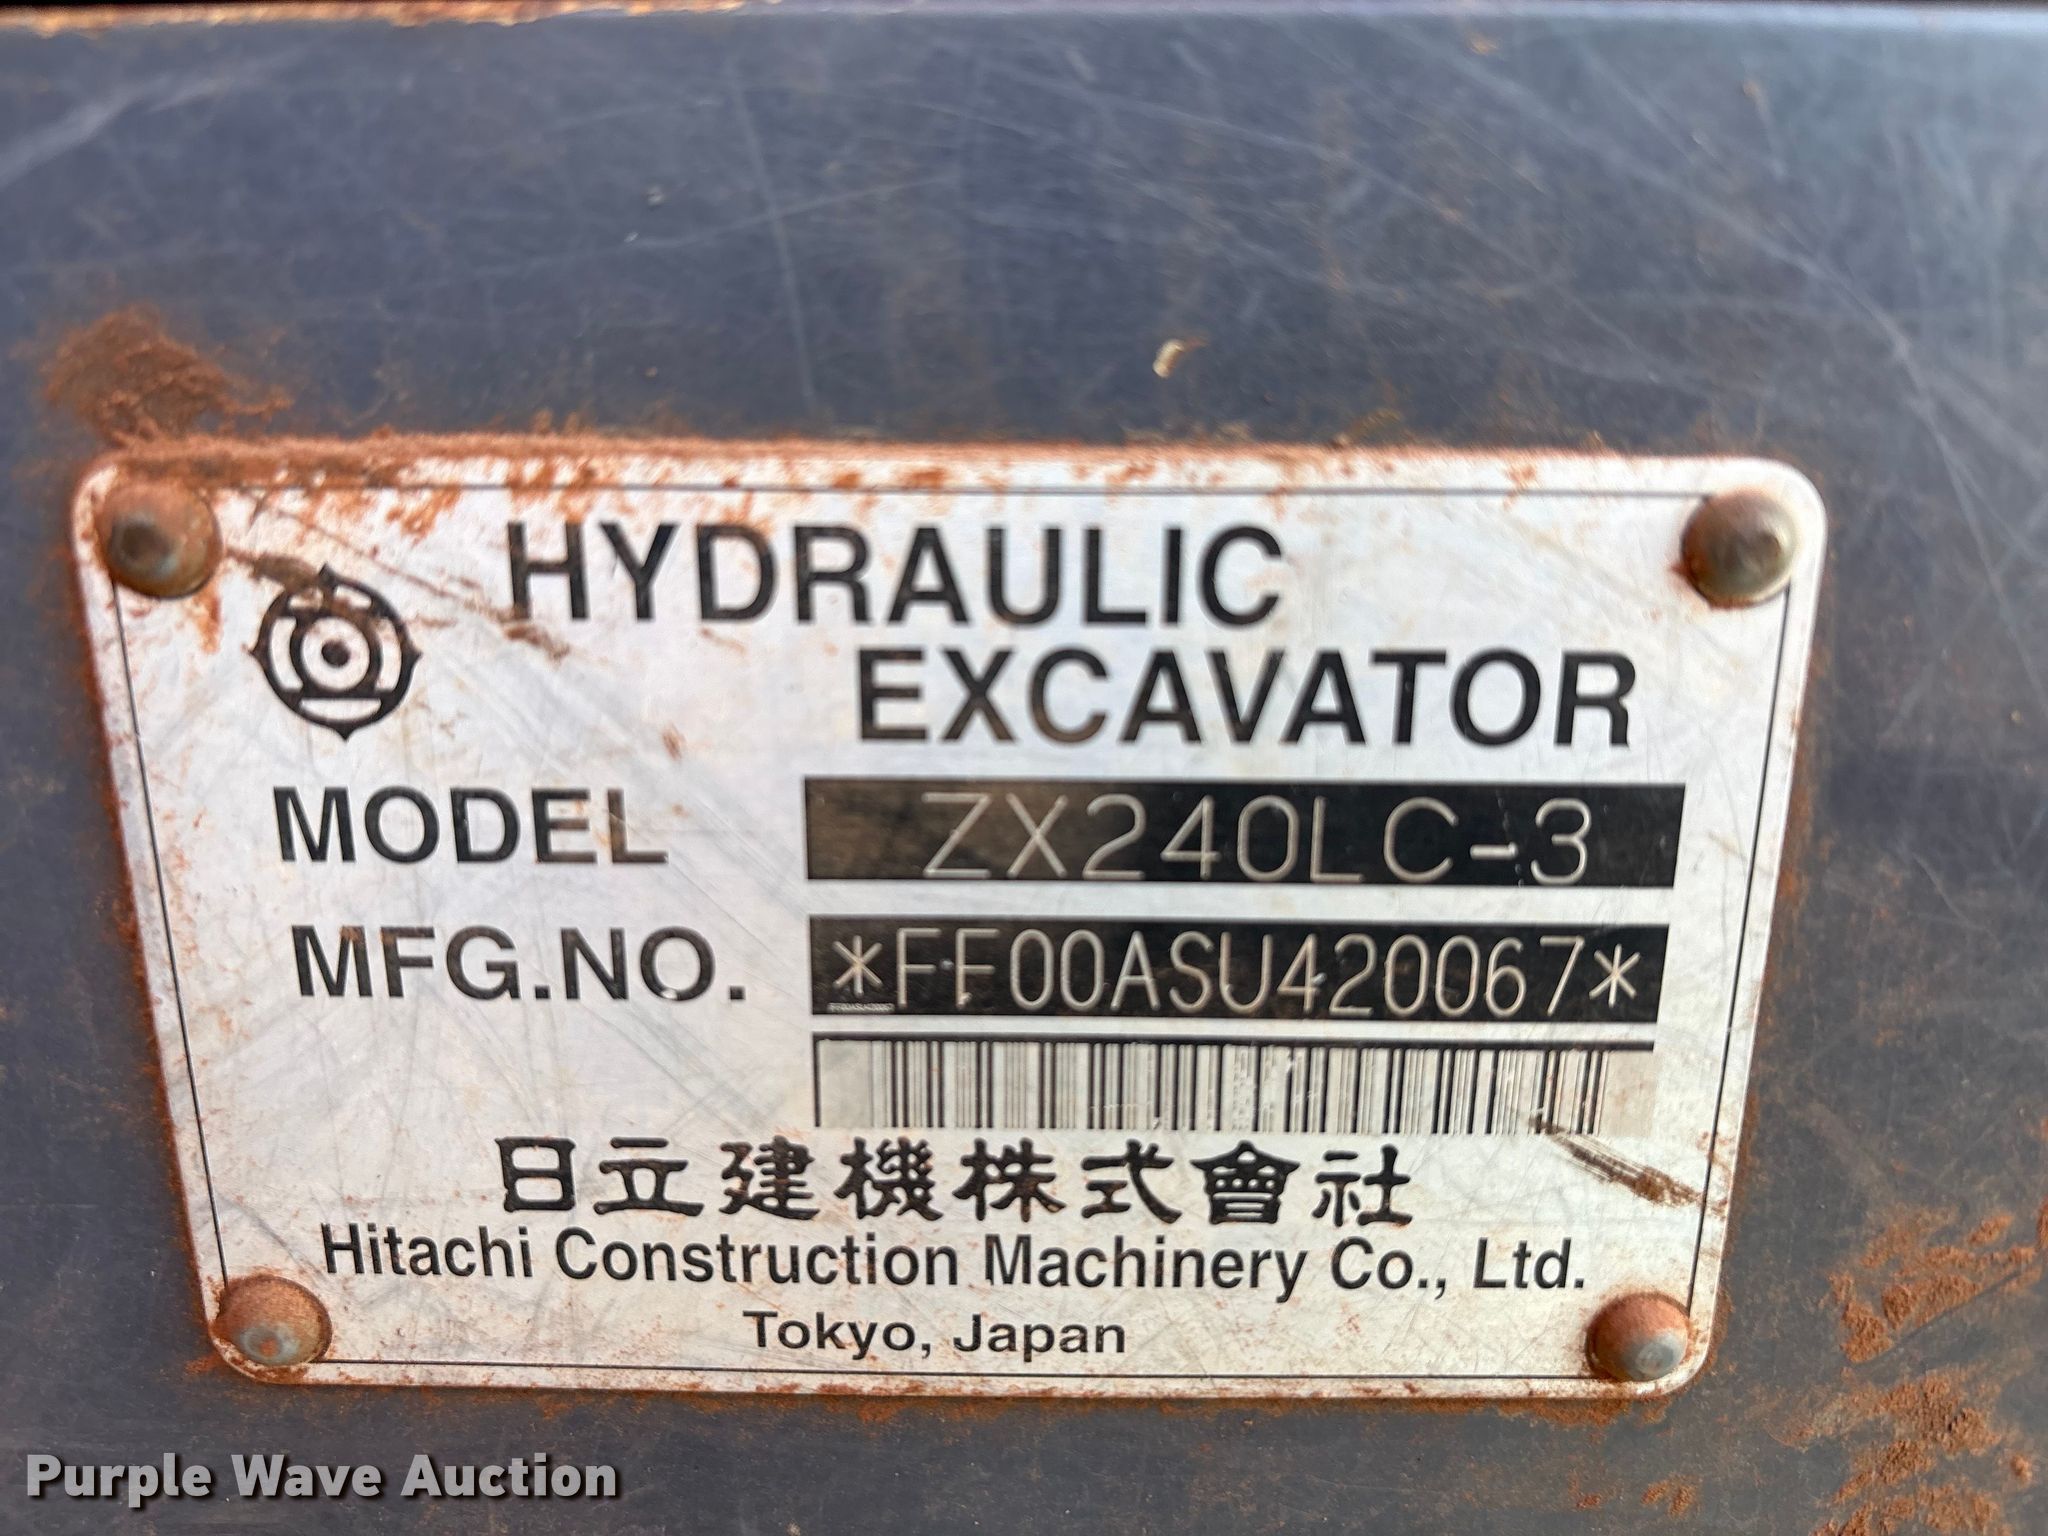 HYDRAULIC
EXCAVATOR
MODEL ZX240LC-3
MFG.NO. *FF00ASU420067*
日立建機株式會社
Hitachi Construction Machinery Co., Ltd.
Tokyo, Japan
Purple Wave Auction